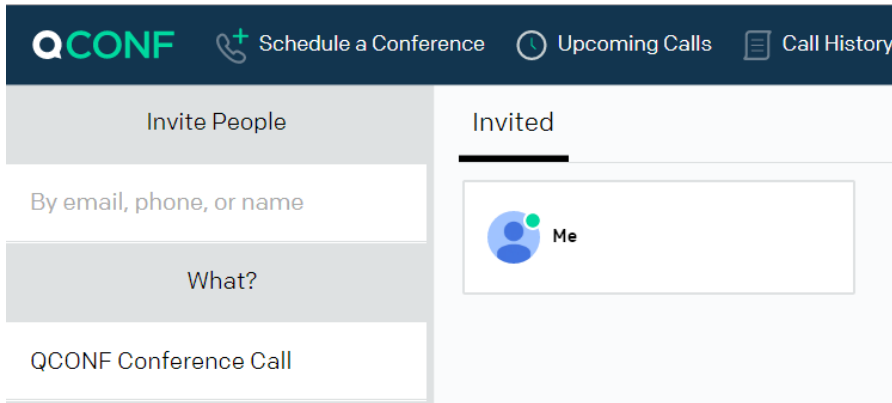 QCONF Schedule a Conference Upcoming Calls Call History
Invite People
By email, phone, or name
What?
QCONF Conference Call
Invited
Me